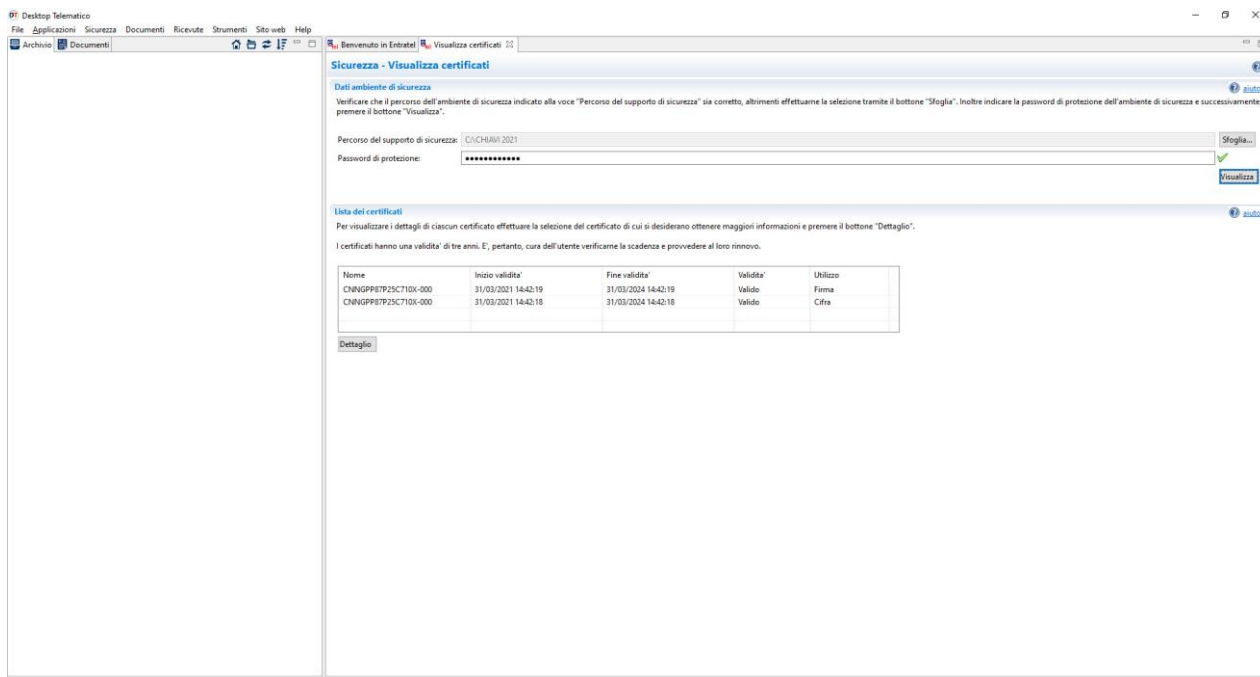 DT Desktop Telematico
File Applicazioni Sicurezza Documenti Ricevute Strumenti Sito web Help
Archivio Documenti
Benvenuto in Entratel Visualizza certificati
Sicurezza - Visualizza certificati
Dati ambiente di sicurezza
aiuto
Verificare che il percorso dell'ambiente di sicurezza indicato alla voce "Percorso del supporto di sicurezza" sia corretto, altrimenti effettuarne la selezione tramite il bottone "Sfoglia". Inoltre indicare la password di protezione dell'ambiente di sicurezza e successivamente
premere il bottone "Visualizza".
Percorso del supporto di sicurezza: C:\CHIAVI 2021 Sfoglia...
Password di protezione: ••••••••••••
Visualizza
Lista dei certificati
aiuto
Per visualizzare i dettagli di ciascun certificato effettuare la selezione del certificato di cui si desiderano ottenere maggiori informazioni e premere il bottone "Dettaglio".
I certificati hanno una validita' di tre anni. E', pertanto, cura dell'utente verificarne la scadenza e provvedere al loro rinnovo.
Nome Inizio validita' Fine validita' Validita' Utilizzo
CNNGPP87P25C710X-000 31/03/2021 14:42:19 31/03/2024 14:42:19 Valido Firma
CNNGPP87P25C710X-000 31/03/2021 14:42:18 31/03/2024 14:42:18 Valido Cifra
Dettaglio